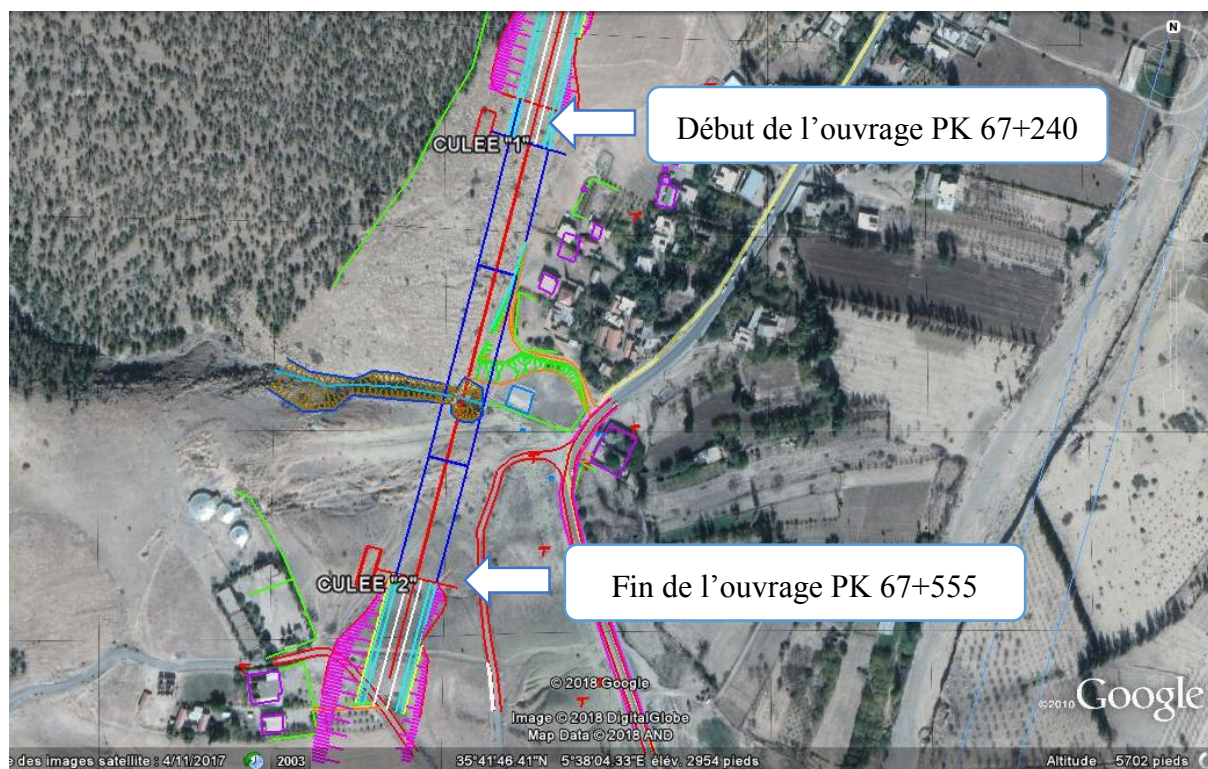 N
Début de l’ouvrage PK 67+240
CULEE "1"
CULEE "2"
Fin de l’ouvrage PK 67+555
© 2018 Google
Image © 2018 DigitalGlobe
Map Data © 2018 AND
©2010 Google
e des images satellite : 4/11/2017 2003 35°41'46.41"N 5°38'04.33"E élév. 2954 pieds Altitude 5702 pieds